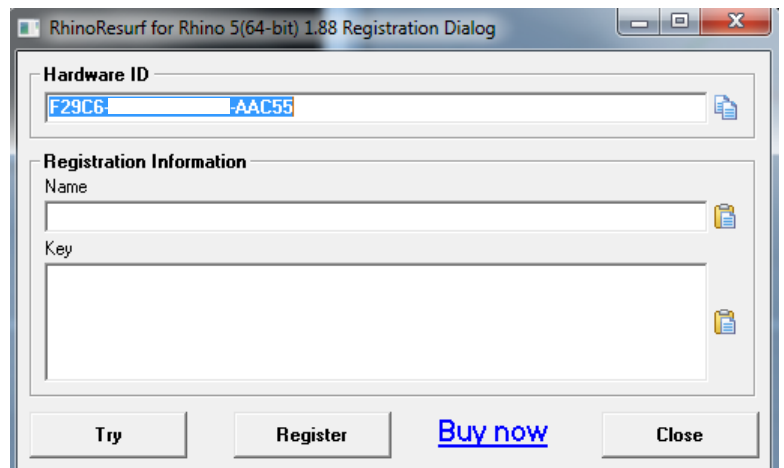 RhinoResurf for Rhino 5(64-bit) 1.88 Registration Dialog
Hardware ID
F29C6- -AAC55
Registration Information
Name
Key
Try Register Buy now Close